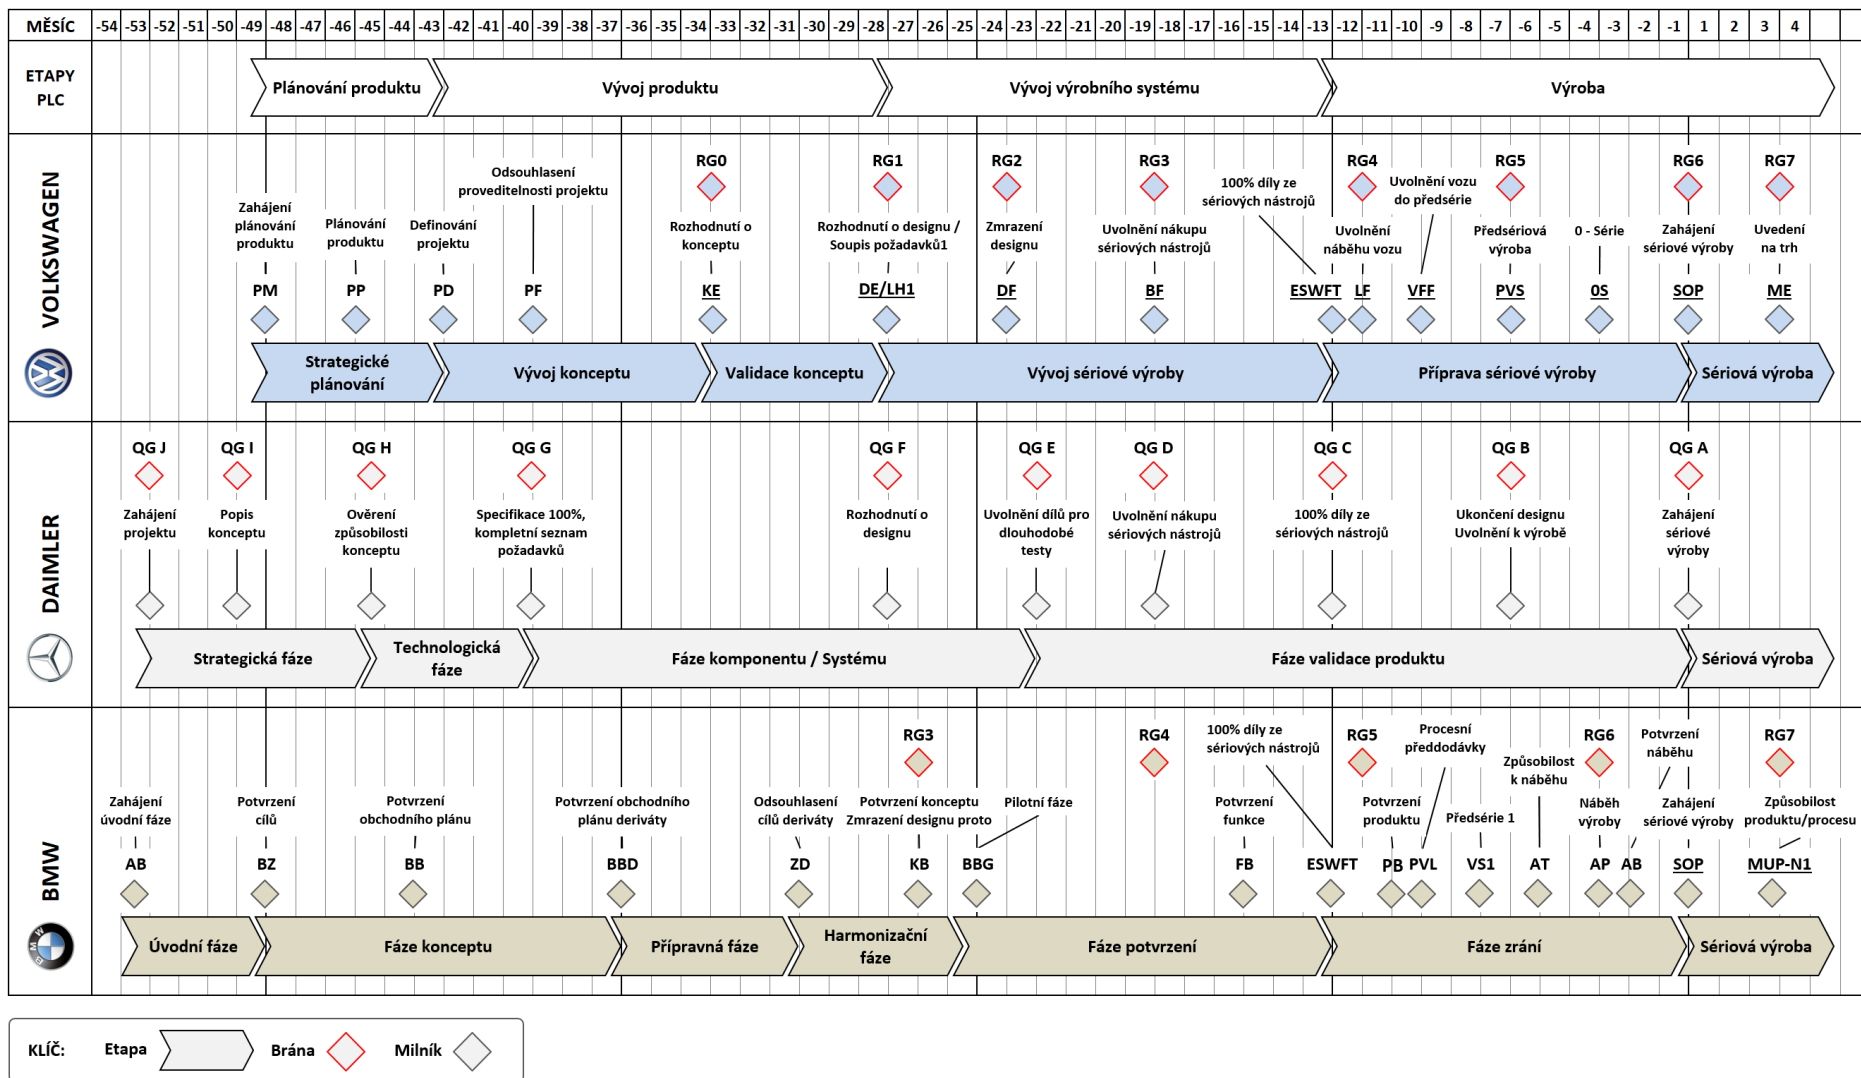 MĚSÍC -54 -53 -52 -51 -50 -49 -48 -47 -46 -45 -44 -43 -42 -41 -40 -39 -38 -37 -36 -35 -34 -33 -32 -31 -30 -29 -28 -27 -26 -25 -24 -23 -22 -21 -20 -19 -18 -17 -16 -15 -14 -13 -12 -11 -10 -9 -8 -7 -6 -5 -4 -3 -2 -1 1 2 3 4
ETAPY
PLC
Plánování produktu
Vývoj produktu
Vývoj výrobního systému
Výroba
VOLKSWAGEN
RG0
RG1
RG2
RG3
RG4
RG5
RG6
RG7
Zahájení
plánování
produktu
Plánování
produktu
Definování
projektu
Odsouhlasení
proveditelnosti projektu
Rozhodnutí o
konceptu
Rozhodnutí o designu /
Soupis požadavků1
Zmrazení
designu
Uvolnění nákupu
sériových nástrojů
100% díly ze
sériových nástrojů
Uvolnění
náběhu vozu
Uvolnění vozu
do předsérie
Předsériová
výroba
0 - Série
Zahájení
sériové výroby
Uvedení
na trh
PM
PP
PD
PF
KE
DE/LH1
DF
BF
ESWFT
LF
VFF
PVS
0S
SOP
ME
Strategické
plánování
Vývoj konceptu
Validace konceptu
Vývoj sériové výroby
Příprava sériové výroby
Sériová výroba
DAIMLER
QG J
QG I
QG H
QG G
QG F
QG E
QG D
QG C
QG B
QG A
Zahájení
projektu
Popis
konceptu
Ověření
způsobilosti
konceptu
Specifikace 100%,
kompletní seznam
požadavků
Rozhodnutí o
designu
Uvolnění dílů pro
dlouhodobé
testy
Uvolnění nákupu
sériových nástrojů
100% díly ze
sériových nástrojů
Ukončení designu
Uvolnění k výrobě
Zahájení
sériové
výroby
Strategická fáze
Technologická
fáze
Fáze komponentu / Systému
Fáze validace produktu
Sériová výroba
BMW
RG3
RG4
RG5
RG6
RG7
Zahájení
úvodní fáze
Potvrzení
cílů
Potvrzení
obchodního plánu
Potvrzení obchodního
plánu deriváty
Odsouhlasení
cílů deriváty
Potvrzení konceptu
Zmrazení designu proto
Pilotní fáze
Potvrzení
funkce
100% díly ze
sériových nástrojů
Potvrzení
produktu
Procesní
předdodávky
Předsérie 1
Způsobilost
k náběhu
Náběh
výroby
Potvrzení
náběhu
Zahájení
sériové výroby
Způsobilost
produktu/procesu
AB
BZ
BB
BBD
ZD
KB
BBG
FB
ESWFT
PB
PVL
VS1
AT
AP
AB
SOP
MUP-N1
BMW
Úvodní fáze
Fáze konceptu
Přípravná fáze
Harmonizační
fáze
Fáze potvrzení
Fáze zrání
Sériová výroba
KLÍČ:
Etapa
Brána
Milník